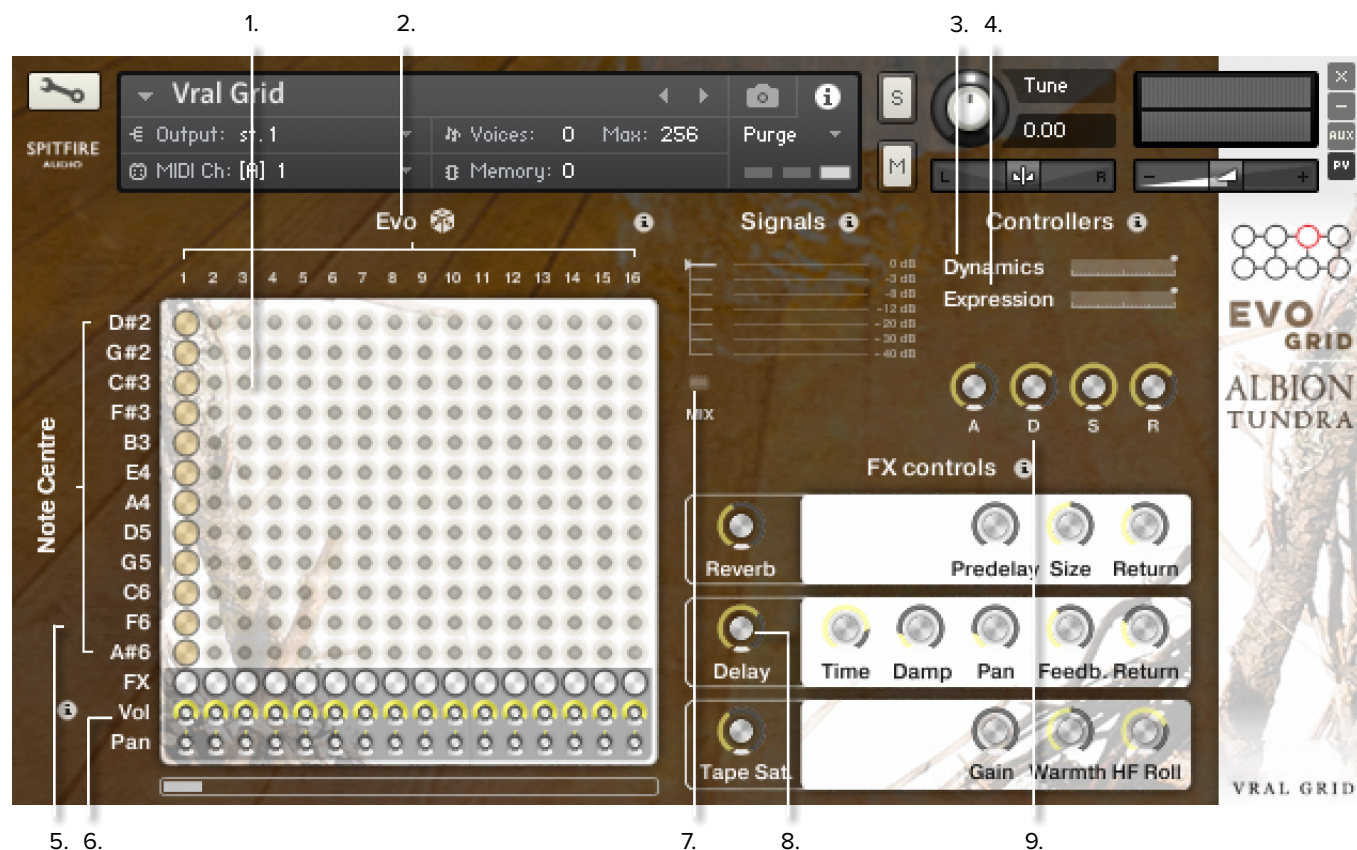 1. 2. 3. 4.
Vral Grid
S
Tune
X
-
SPITFIRE
AUDIO
Output: st. 1
Voices: 0 Max: 256
Purge
0.00
AUX
MIDI Ch: [A] 1
Memory: 0
M
L R
- +
PV
Evo
Signals
Controllers
1 2 3 4 5 6 7 8 9 10 11 12 13 14 15 16
0 dB
-3 dB
-12 dB
-20 dB
-30 dB
-40 dB
Dynamics
Expression
EVO
GRID
ALBION
TUNDRA
Note Centre
D#2
G#2
C#3
F#3
B3
E4
A4
D5
G5
C6
F6
A#6
FX
Vol
Pan
MIX
A D S R
FX controls
Reverb
Predelay Size Return
Delay
Time Damp Pan Feedb. Return
Tape Sat.
Gain Warmth HF Roll
VRAL GRID
5. 6. 7. 8. 9.